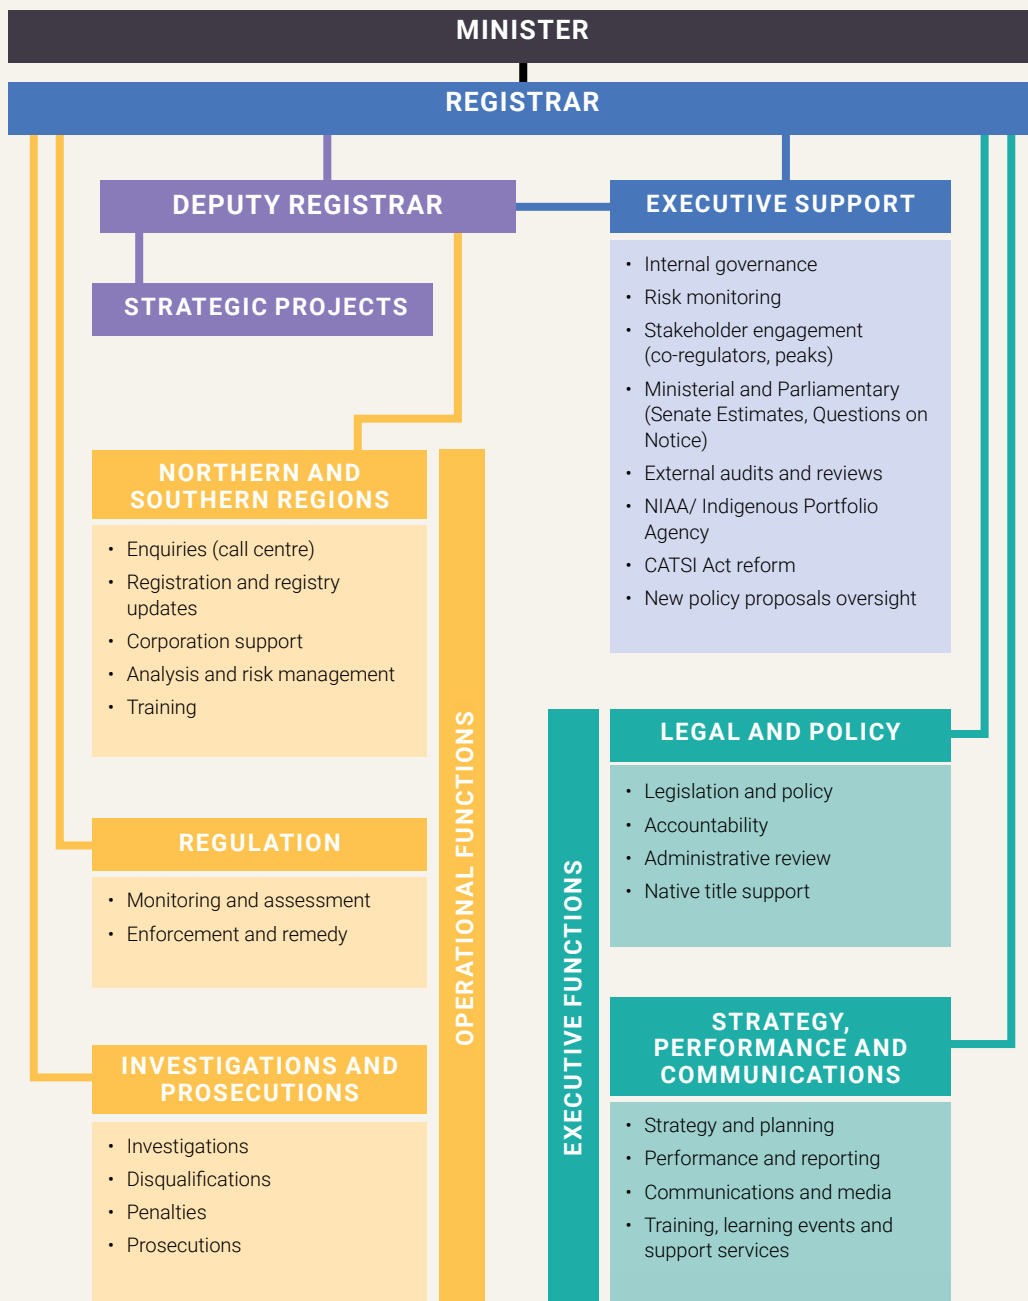 MINISTER
REGISTRAR
DEPUTY REGISTRAR
STRATEGIC PROJECTS
EXECUTIVE SUPPORT
• Internal governance
• Risk monitoring
• Stakeholder engagement
(co-regulators, peaks)
• Ministerial and Parliamentary
(Senate Estimates, Questions on
Notice)
• External audits and reviews
• NIAA/ Indigenous Portfolio
Agency
• CATSI Act reform
• New policy proposals oversight
OPERATIONAL FUNCTIONS
NORTHERN AND
SOUTHERN REGIONS
• Enquiries (call centre)
• Registration and registry
updates
• Corporation support
• Analysis and risk management
• Training
REGULATION
• Monitoring and assessment
• Enforcement and remedy
INVESTIGATIONS AND
PROSECUTIONS
• Investigations
• Disqualifications
• Penalties
• Prosecutions
EXECUTIVE FUNCTIONS
LEGAL AND POLICY
• Legislation and policy
• Accountability
• Administrative review
• Native title support
STRATEGY,
PERFORMANCE AND
COMMUNICATIONS
• Strategy and planning
• Performance and reporting
• Communications and media
• Training, learning events and
support services